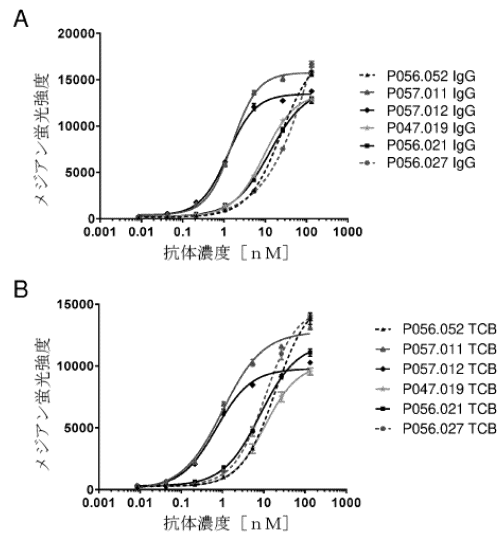 A
20000
15000
10000
5000
0
メジアン蛍光強度
0.001 0.01 0.1 1 10 100 1000
抗体濃度［nM］
P056.052 IgG
P057.011 IgG
P057.012 IgG
P047.019 IgG
P056.021 IgG
P056.027 IgG
B
15000
10000
5000
0
メジアン蛍光強度
0.001 0.01 0.1 1 10 100 1000
抗体濃度［nM］
P056.052 TCB
P057.011 TCB
P057.012 TCB
P047.019 TCB
P056.021 TCB
P056.027 TCB